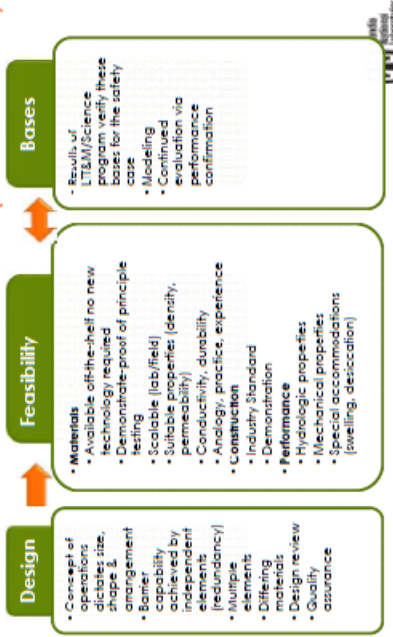 Design
• Concept of
operations
dictates size,
shape &
arrangement
• Barrier
capability
achieved by
independent
elements
(redundancy)
• Multiple
elements
• Differing
materials
• Design review
• Quality
assurance
Feasibility
• Materials
• Available off-the-shelf no new
technology required
• Demonstrate-proof of principle
testing
• Scalable (lab/field)
• Suitable properties (density,
permeability)
• Conductivity, durability
• Analogy, practice, experience
• Construction
• Industry Standard
• Demonstration
• Performance
• Hydrologic properties
• Mechanical properties
• Special accommodations
(swelling, desiccation)
Bases
- Results of
LTT&M/Science
program verify these
bases for the safety
case
• Modeling
• Continued
evaluation via
performance
confirmation